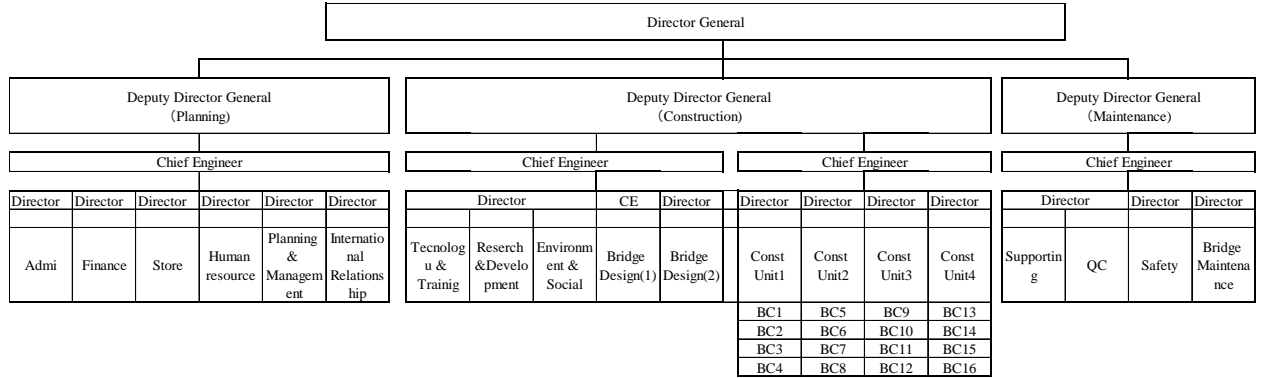 Director General
Deputy Director General
(Planning)
Deputy Director General
(Construction)
Deputy Director General
(Maintenance)
Chief Engineer
Chief Engineer
Chief Engineer
Chief Engineer
Director
Director
Director
Director
Director
Director
Director
CE
Director
Director
Director
Director
Director
Director
Director
Director
Admi
Finance
Store
Human
resource
Planning
&
Managem
ent
Internatio
nal
Relations
hip
Tecnolog
u &
Trainig
Reserch
&Develo
pment
Environm
ent &
Social
Bridge
Design(1)
Bridge
Design(2)
Const
Unit1
Const
Unit2
Const
Unit3
Const
Unit4
Supportin
g
QC
Safety
Bridge
Maintena
nce
BC1
BC5
BC9
BC13
BC2
BC6
BC10
BC14
BC3
BC7
BC11
BC15
BC4
BC8
BC12
BC16